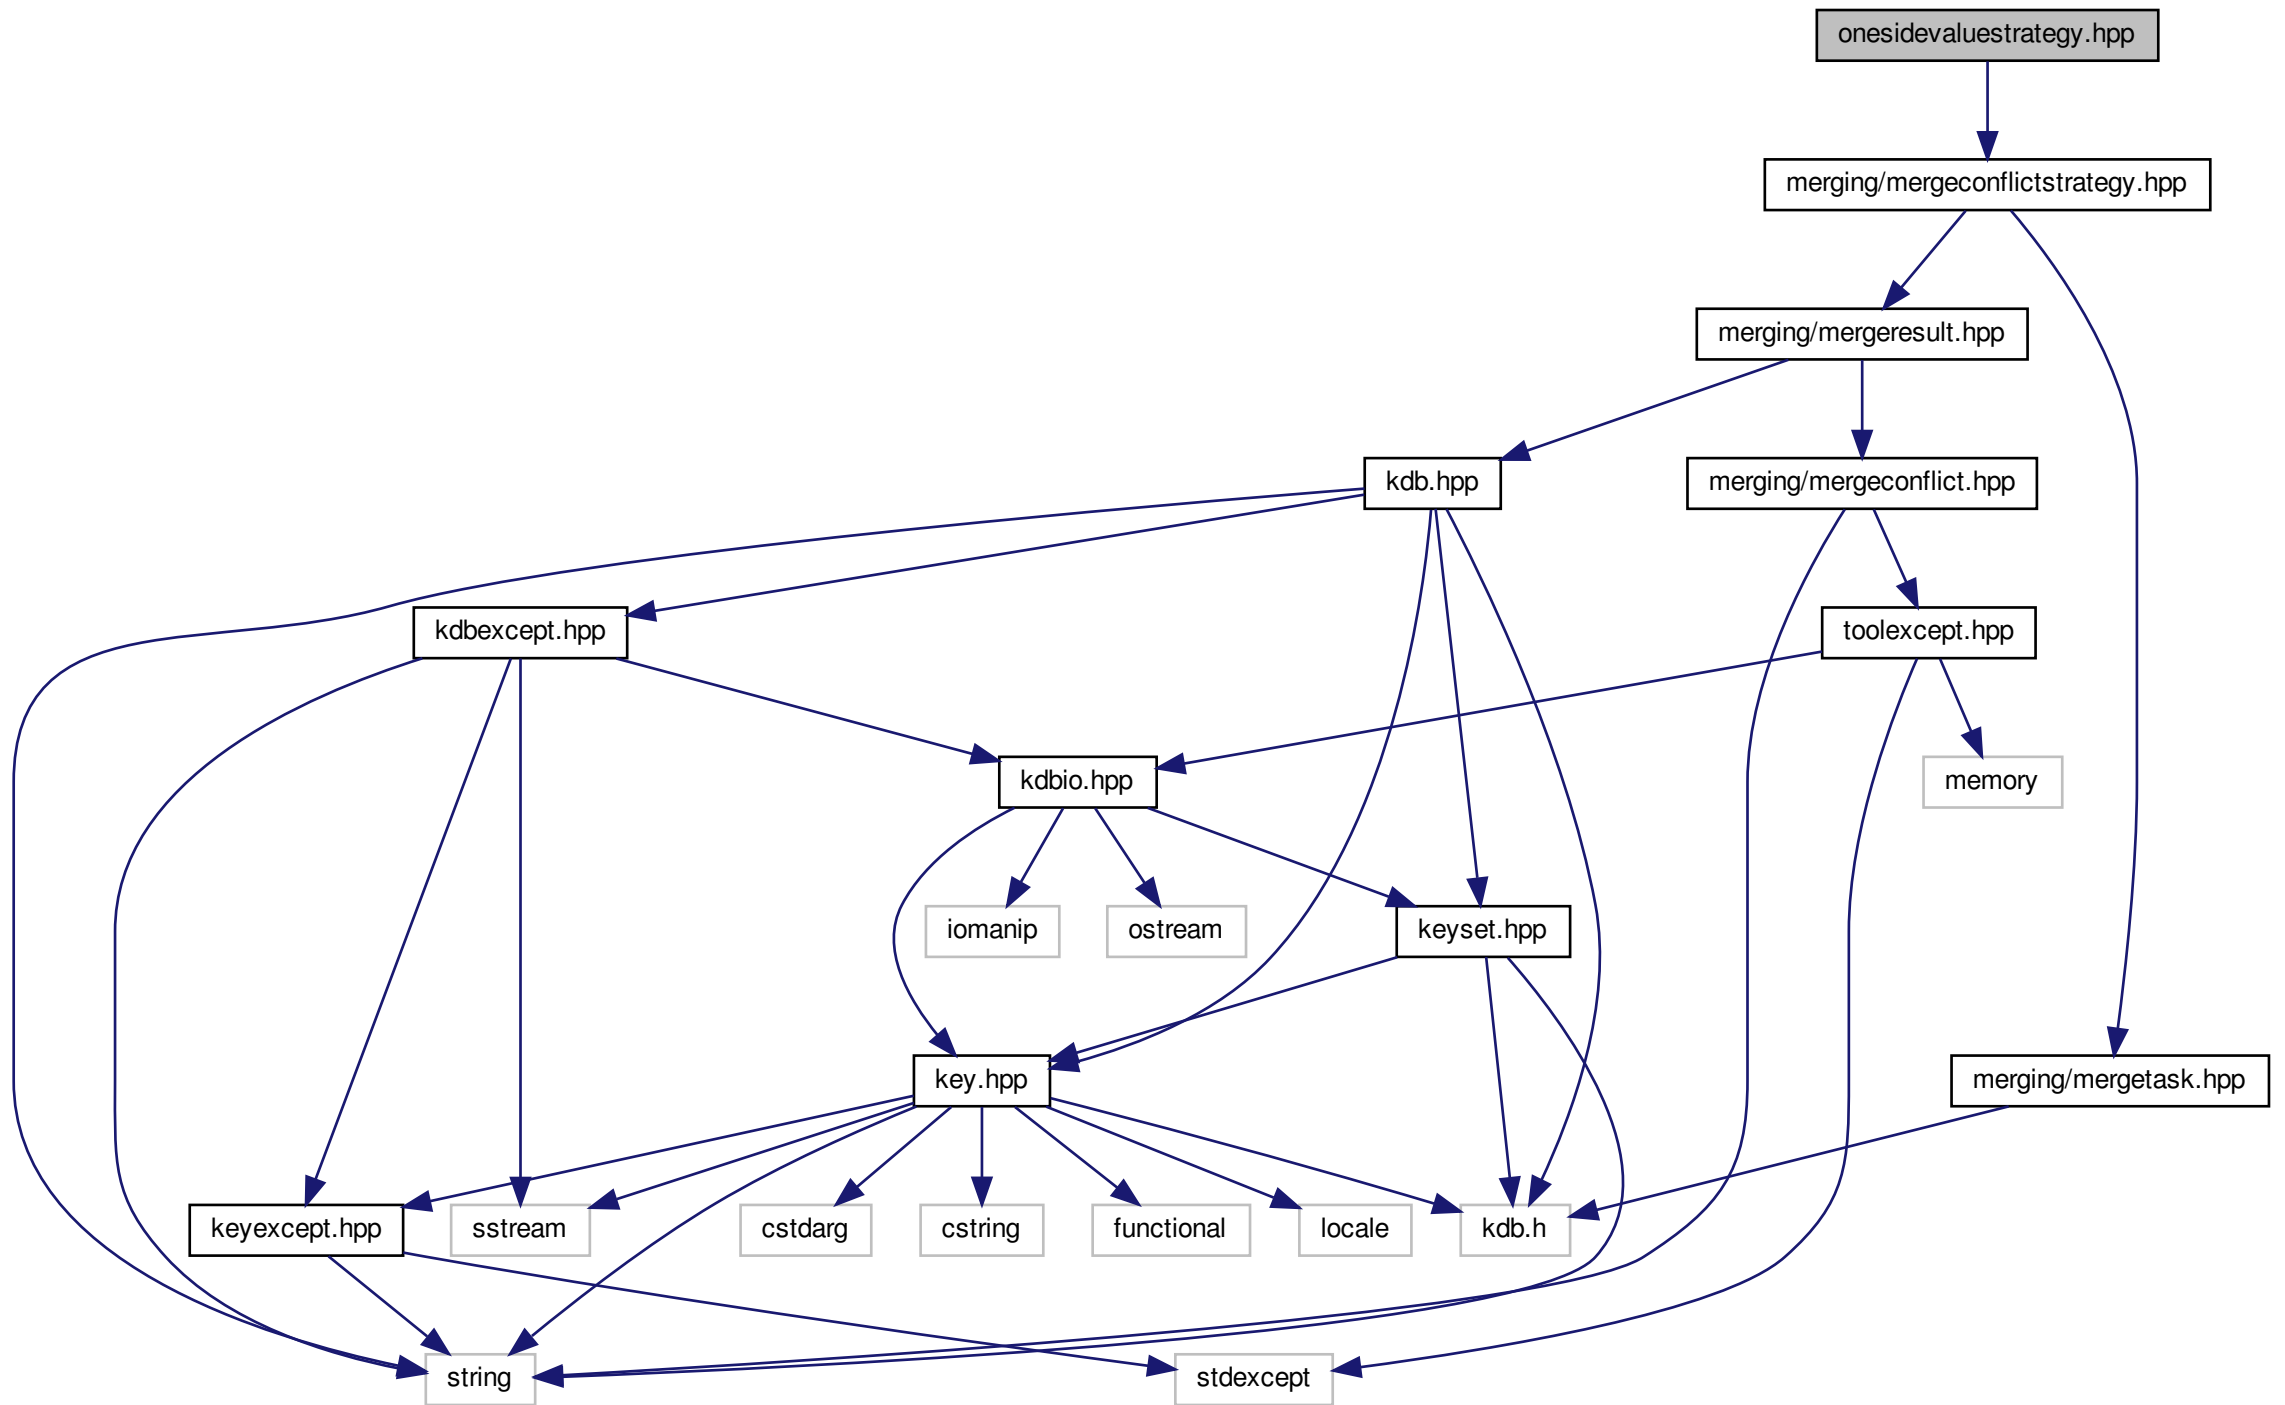 onesidevaluestrategy.hpp
merging/mergeconflictstrategy.hpp
merging/mergeresult.hpp
kdb.hpp
merging/mergeconflict.hpp
kdbexcept.hpp
toolexcept.hpp
kdbio.hpp
memory
iomanip
ostream
keyset.hpp
key.hpp
merging/mergetask.hpp
keyexcept.hpp
sstream
cstdarg
cstring
functional
locale
kdb.h
string
stdexcept